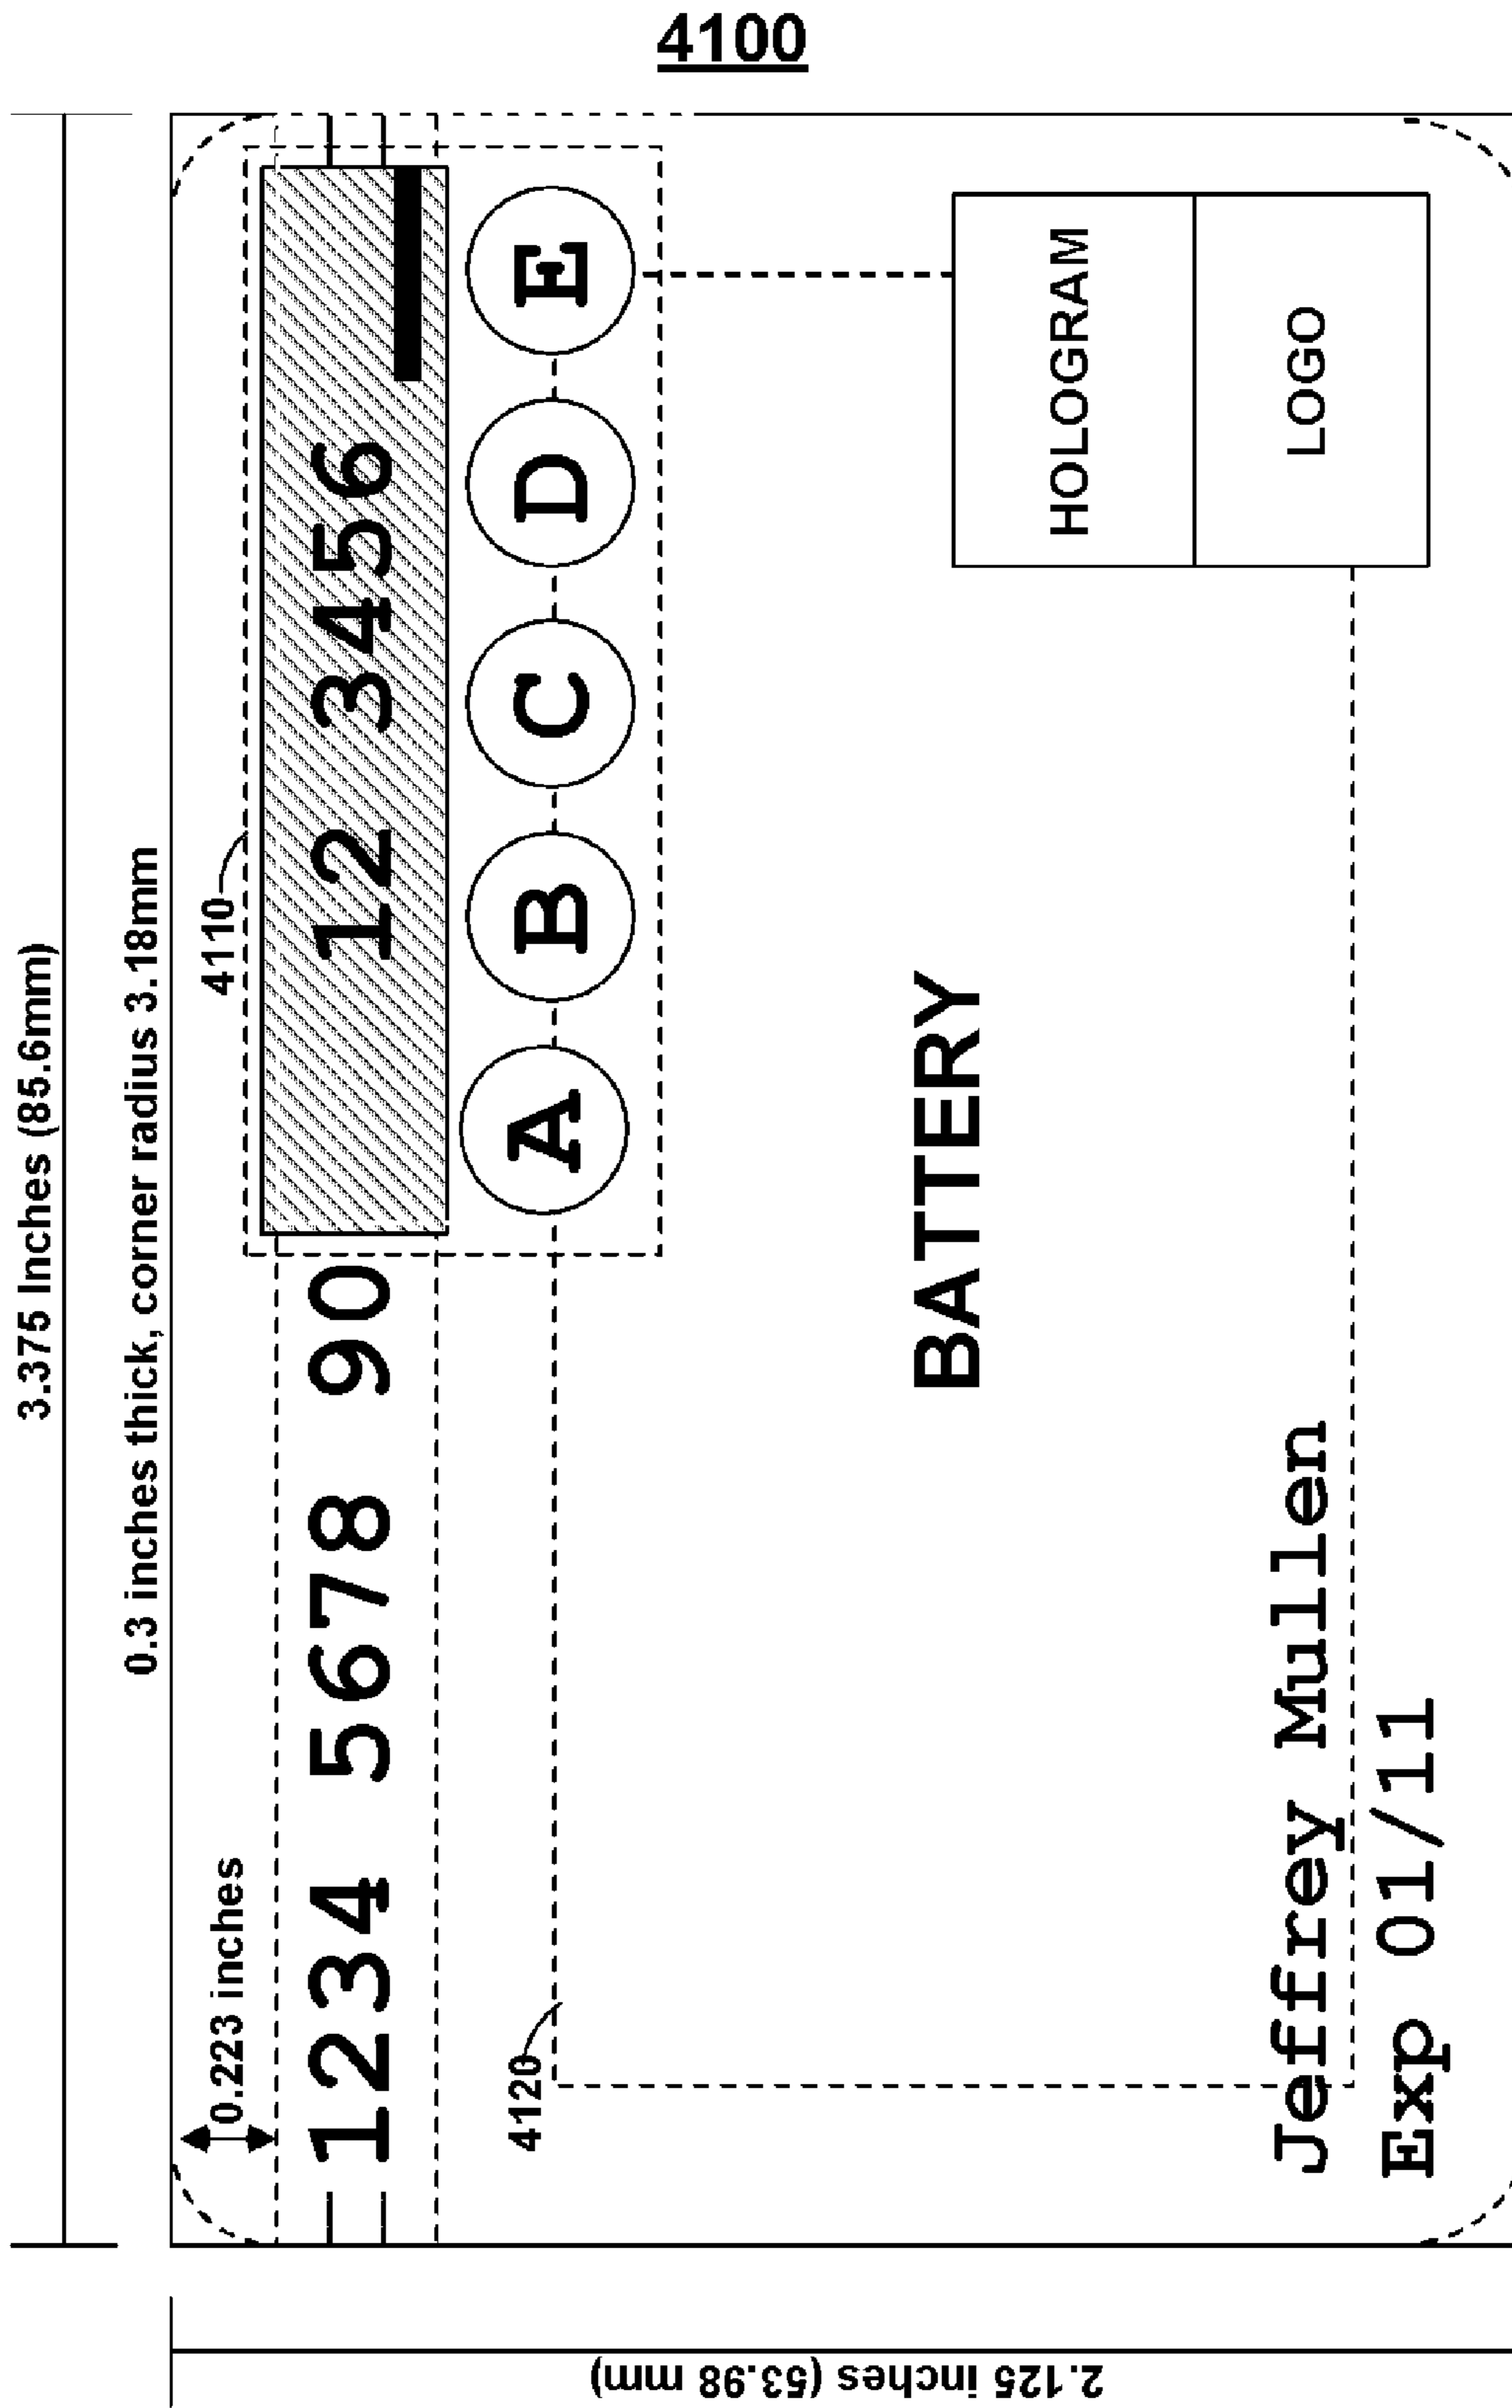 4100
3.375 Inches (85.6mm)
0.3 inches thick, corner radius 3.18mm
0.223 inches
4110
1234 5678 90 12 3456
4120
A B C D E
BATTERY
HOLOGRAM
LOGO
Jeffrey Mullen
Exp 01/11
2.125 inches (53.98 mm)